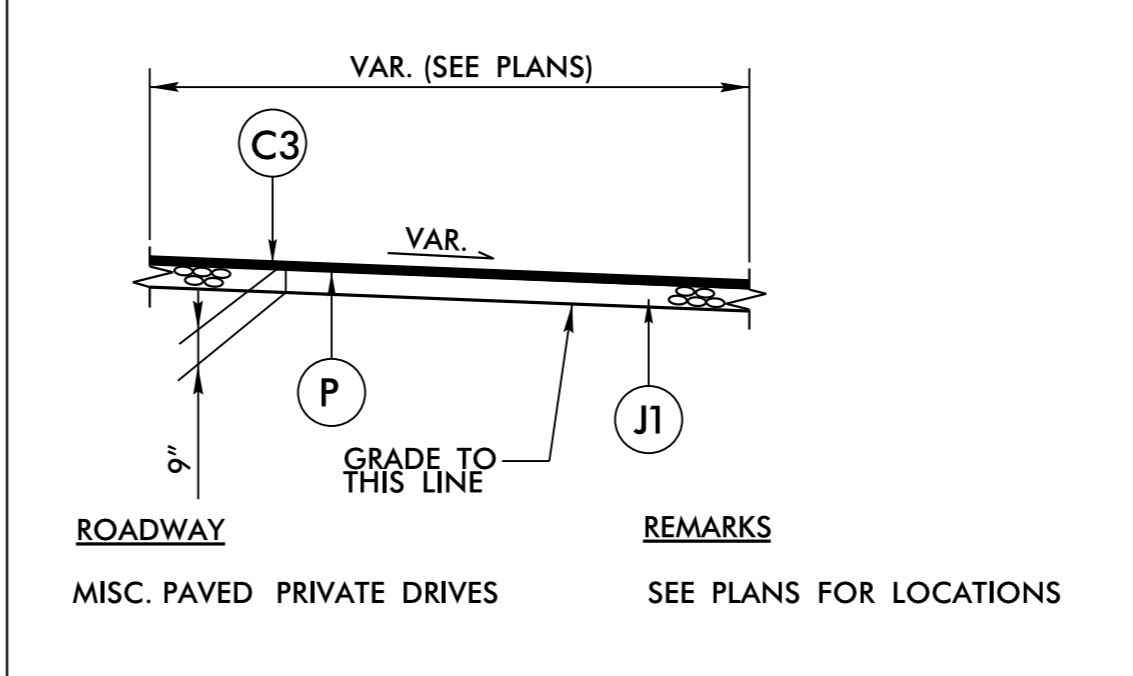 VAR. (SEE PLANS)
C3
VAR.
P
J1
9"
GRADE TO
THIS LINE
ROADWAY
REMARKS
MISC. PAVED PRIVATE DRIVES
SEE PLANS FOR LOCATIONS